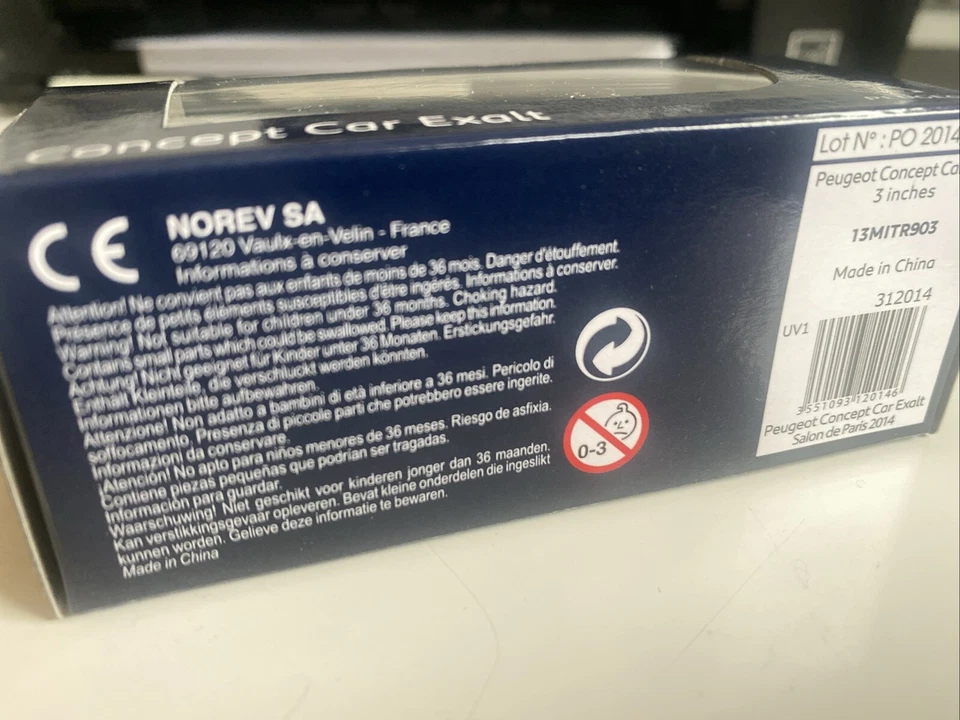 Concept Car Exalt
CE
NOREV SA
69120 Vaulx-en-Velin - France
Informations à conserver
Attention! Ne convient pas aux enfants de moins de 36 mois. Danger d'étouffement.
Présence de petits éléments susceptibles d'être ingérés. Informations à conserver.
Warning! Not suitable for children under 36 months. Choking hazard.
Contains small parts which could be swallowed. Please keep this information.
Achtung! Nicht geeignet für Kinder unter 36 Monaten. Erstickungsgefahr.
Enthält Kleinteile, die verschluckt werden könnten.
Informationen bitte aufbewahren.
Attenzione! Non adatto a bambini di età inferiore a 36 mesi. Pericolo di
soffocamento. Presenza di piccole parti che potrebbero essere ingerite.
Informazioni da conservare.
Atención! No apto para niños menores de 36 meses. Riesgo de asfixia.
Contiene piezas pequeñas que podrían ser tragadas.
Información para guardar.
Waarschuwing! Niet geschikt voor kinderen jonger dan 36 maanden.
Kan verstikkingsgevaar opleveren. Bevat kleine onderdelen die ingeslikt
kunnen worden. Gelieve deze informatie te bewaren.
Made in China
0-3
Lot N° : PO 2014
Peugeot Concept Ca
3 inches
13MITR903
Made in China
312014
UV1
3 551093 120146
Peugeot Concept Car Exalt
Salon de Paris 2014